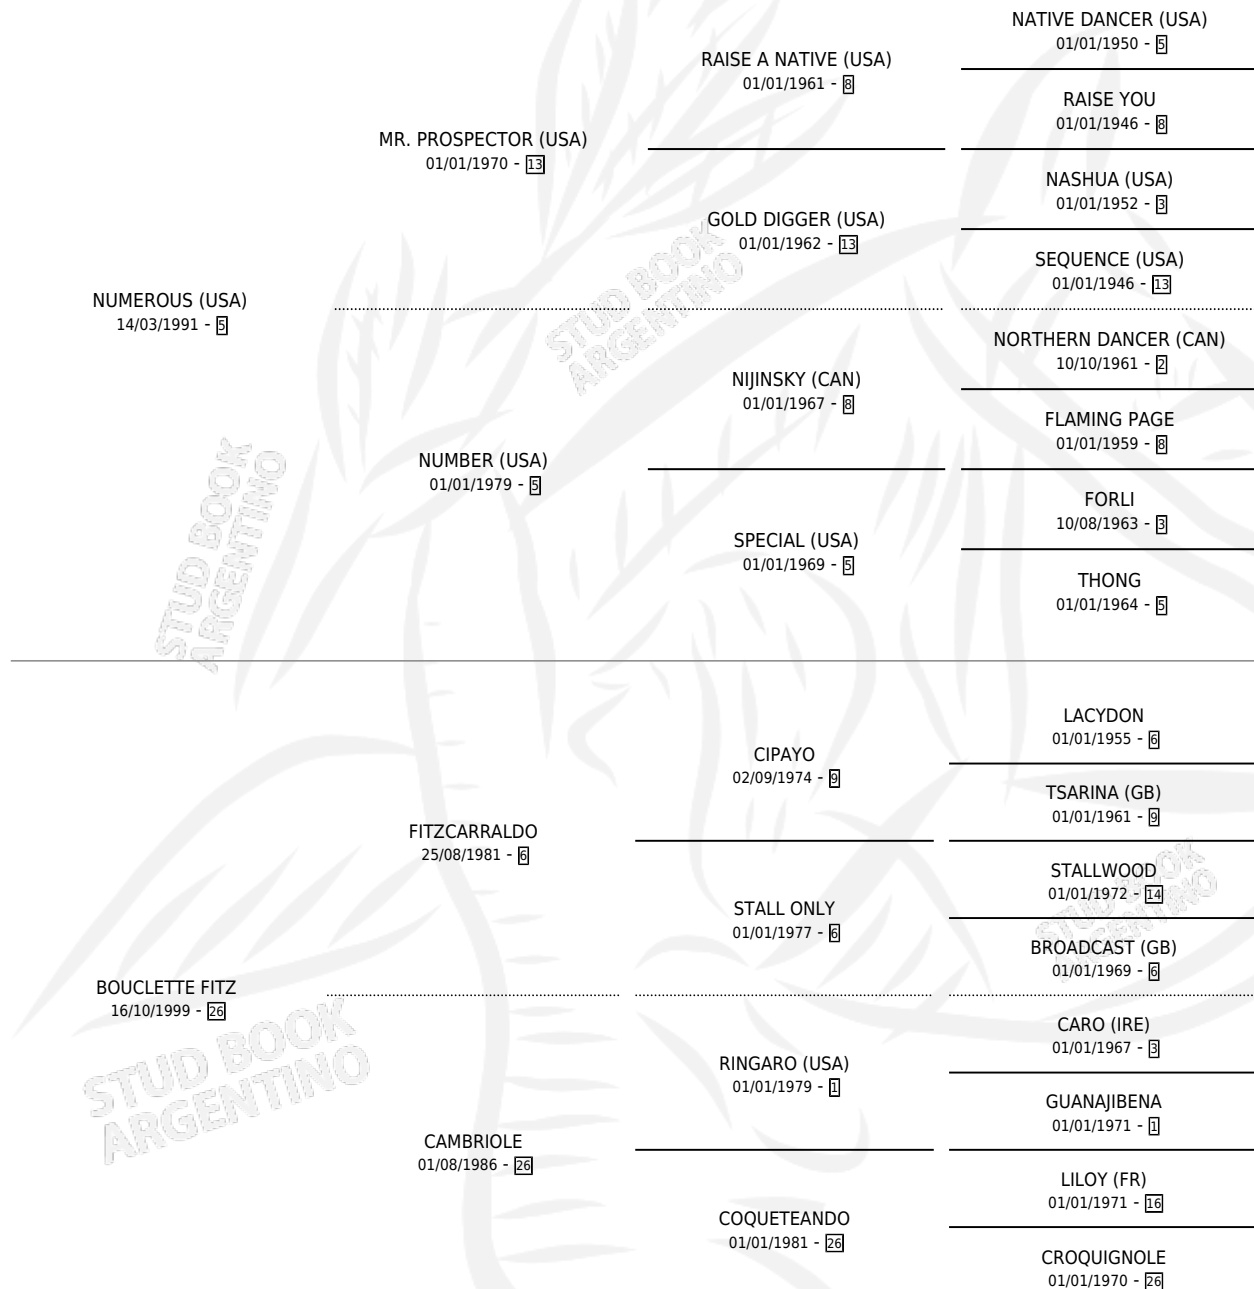 NUMEROUS (USA)
14/03/1991 - 5
MR. PROSPECTOR (USA)
01/01/1970 - 13
RAISE A NATIVE (USA)
01/01/1961 - 8
NATIVE DANCER (USA)
01/01/1950 - 5
RAISE YOU
01/01/1946 - 8
GOLD DIGGER (USA)
01/01/1962 - 13
NASHUA (USA)
01/01/1952 - 3
SEQUENCE (USA)
01/01/1946 - 13
NUMBER (USA)
01/01/1979 - 5
NIJINSKY (CAN)
01/01/1967 - 8
NORTHERN DANCER (CAN)
10/10/1961 - 2
FLAMING PAGE
01/01/1959 - 8
SPECIAL (USA)
01/01/1969 - 5
FORLI
10/08/1963 - 3
THONG
01/01/1964 - 5
BOUCLETTE FITZ
16/10/1999 - 26
FITZCARRALDO
25/08/1981 - 6
CIPAYO
02/09/1974 - 9
LACYDON
01/01/1955 - 6
TSARINA (GB)
01/01/1961 - 9
STALL ONLY
01/01/1977 - 6
STALLWOOD
01/01/1972 - 14
BROADCAST (GB)
01/01/1969 - 6
CAMBRIOLE
01/08/1986 - 26
RINGARO (USA)
01/01/1979 - 1
CARO (IRE)
01/01/1967 - 3
GUANAJIBENA
01/01/1971 - 1
COQUETEANDO
01/01/1981 - 26
LILOY (FR)
01/01/1971 - 16
CROQUIGNOLE
01/01/1970 - 26
STUD BOOK
ARGENTINO
STUD BOOK
ARGENTINO
STUD BOOK
ARGENTINO
STUD BOOK
ARGENTINO